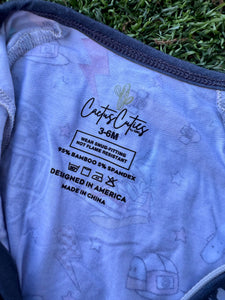 Cactus Cuties
3-6M
WEAR SNUG-FITTING
NOT FLAME RESISTANT
95% BAMBOO 5% SPANDEX
DESIGNED IN AMERICA
MADE IN CHINA